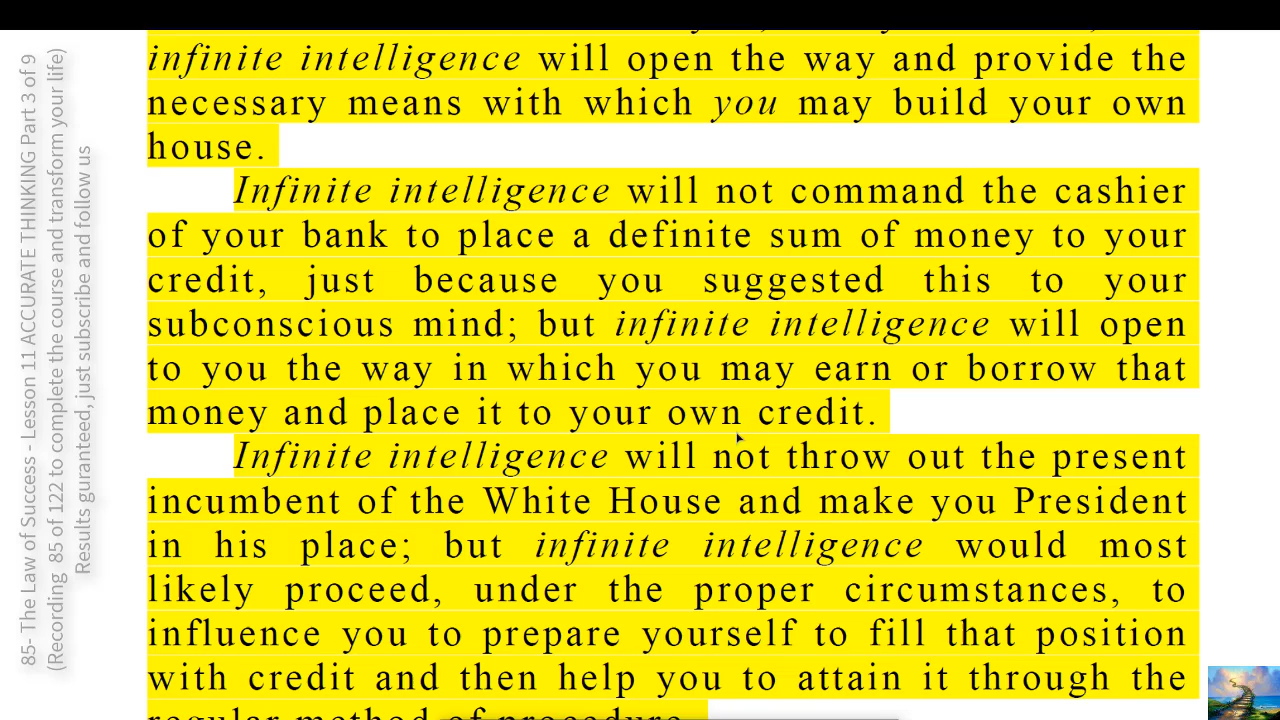 infinite intelligence will open the way and provide the
necessary means with which you may build your own
house.
Infinite intelligence will not command the cashier
of your bank to place a definite sum of money to your
credit, just because you suggested this to your
subconscious mind; but infinite intelligence will open
to you the way in which you may earn or borrow that
money and place it to your own credit.
Infinite intelligence will not throw out the present
incumbent of the White House and make you President
in his place; but infinite intelligence would most
likely proceed, under the proper circumstances, to
influence you to prepare yourself to fill that position
with credit and then help you to attain it through the
regular method of procedure.
85- The Law of Success - Lesson 11 ACCURATE THINKING Part 3 of 9
(Recording 85 of 122 to complete the course and transform your life)
Results guranteed, just subscribe and follow us